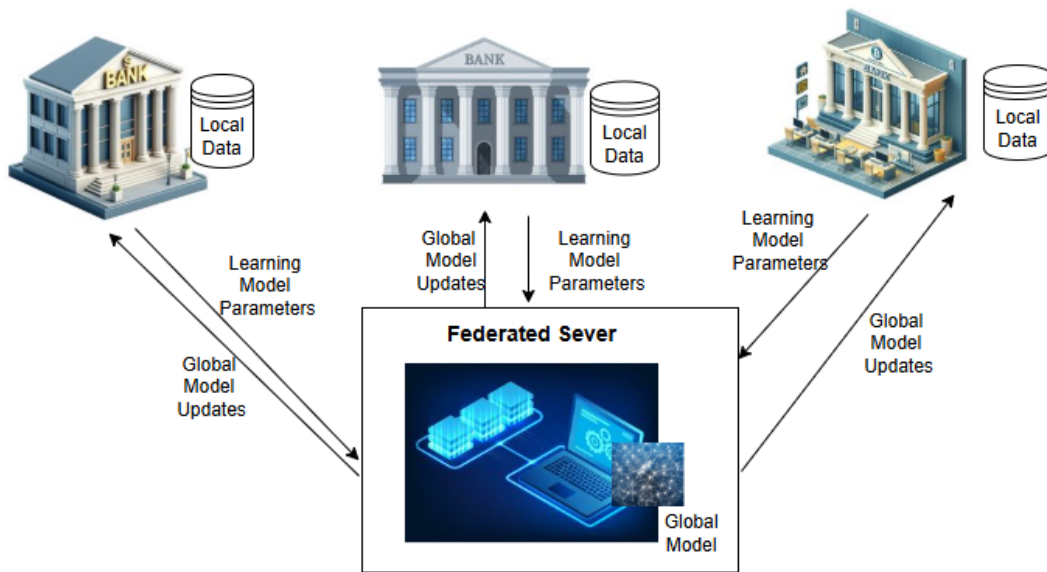 $
BANK
Local
Data
BANK
Local
Data
BANK
Local
Data
Learning
Model
Parameters
Global
Model
Updates
Global
Model
Updates
Learning
Model
Parameters
Learning
Model
Parameters
Global
Model
Updates
Federated Sever
Global
Model